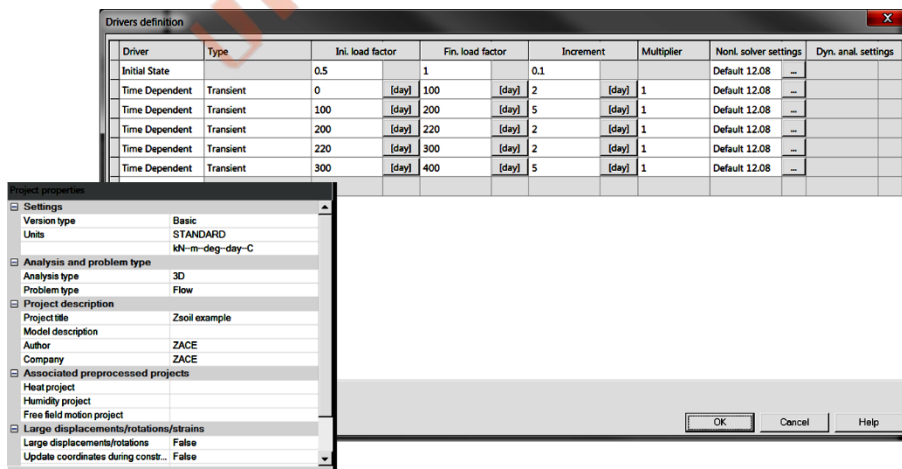 Drivers definition
Driver Type Ini. load factor Fin. load factor Increment Multiplier Nonl. solver settings Dyn. anal. settings
Initial State 0.5 1 0.1 Default 12.08 ...
Time Dependent Transient 0 [day] 100 [day] 2 [day] 1 Default 12.08 ...
Time Dependent Transient 100 [day] 200 [day] 5 [day] 1 Default 12.08 ...
Time Dependent Transient 200 [day] 220 [day] 2 [day] 1 Default 12.08 ...
Time Dependent Transient 220 [day] 300 [day] 2 [day] 1 Default 12.08 ...
Time Dependent Transient 300 [day] 400 [day] 5 [day] 1 Default 12.08 ...
Project properties
Settings
Version type Basic
Units STANDARD
kN--m--deg--day--C
Analysis and problem type
Analysis type 3D
Problem type Flow
Project description
Project title Zsoil example
Model description
Author ZACE
Company ZACE
Associated preprocessed projects
Heat project
Humidity project
Free field motion project
Large displacements/rotations/strains
Large displacements/rotations False
Update coordinates during constr... False
OK Cancel Help